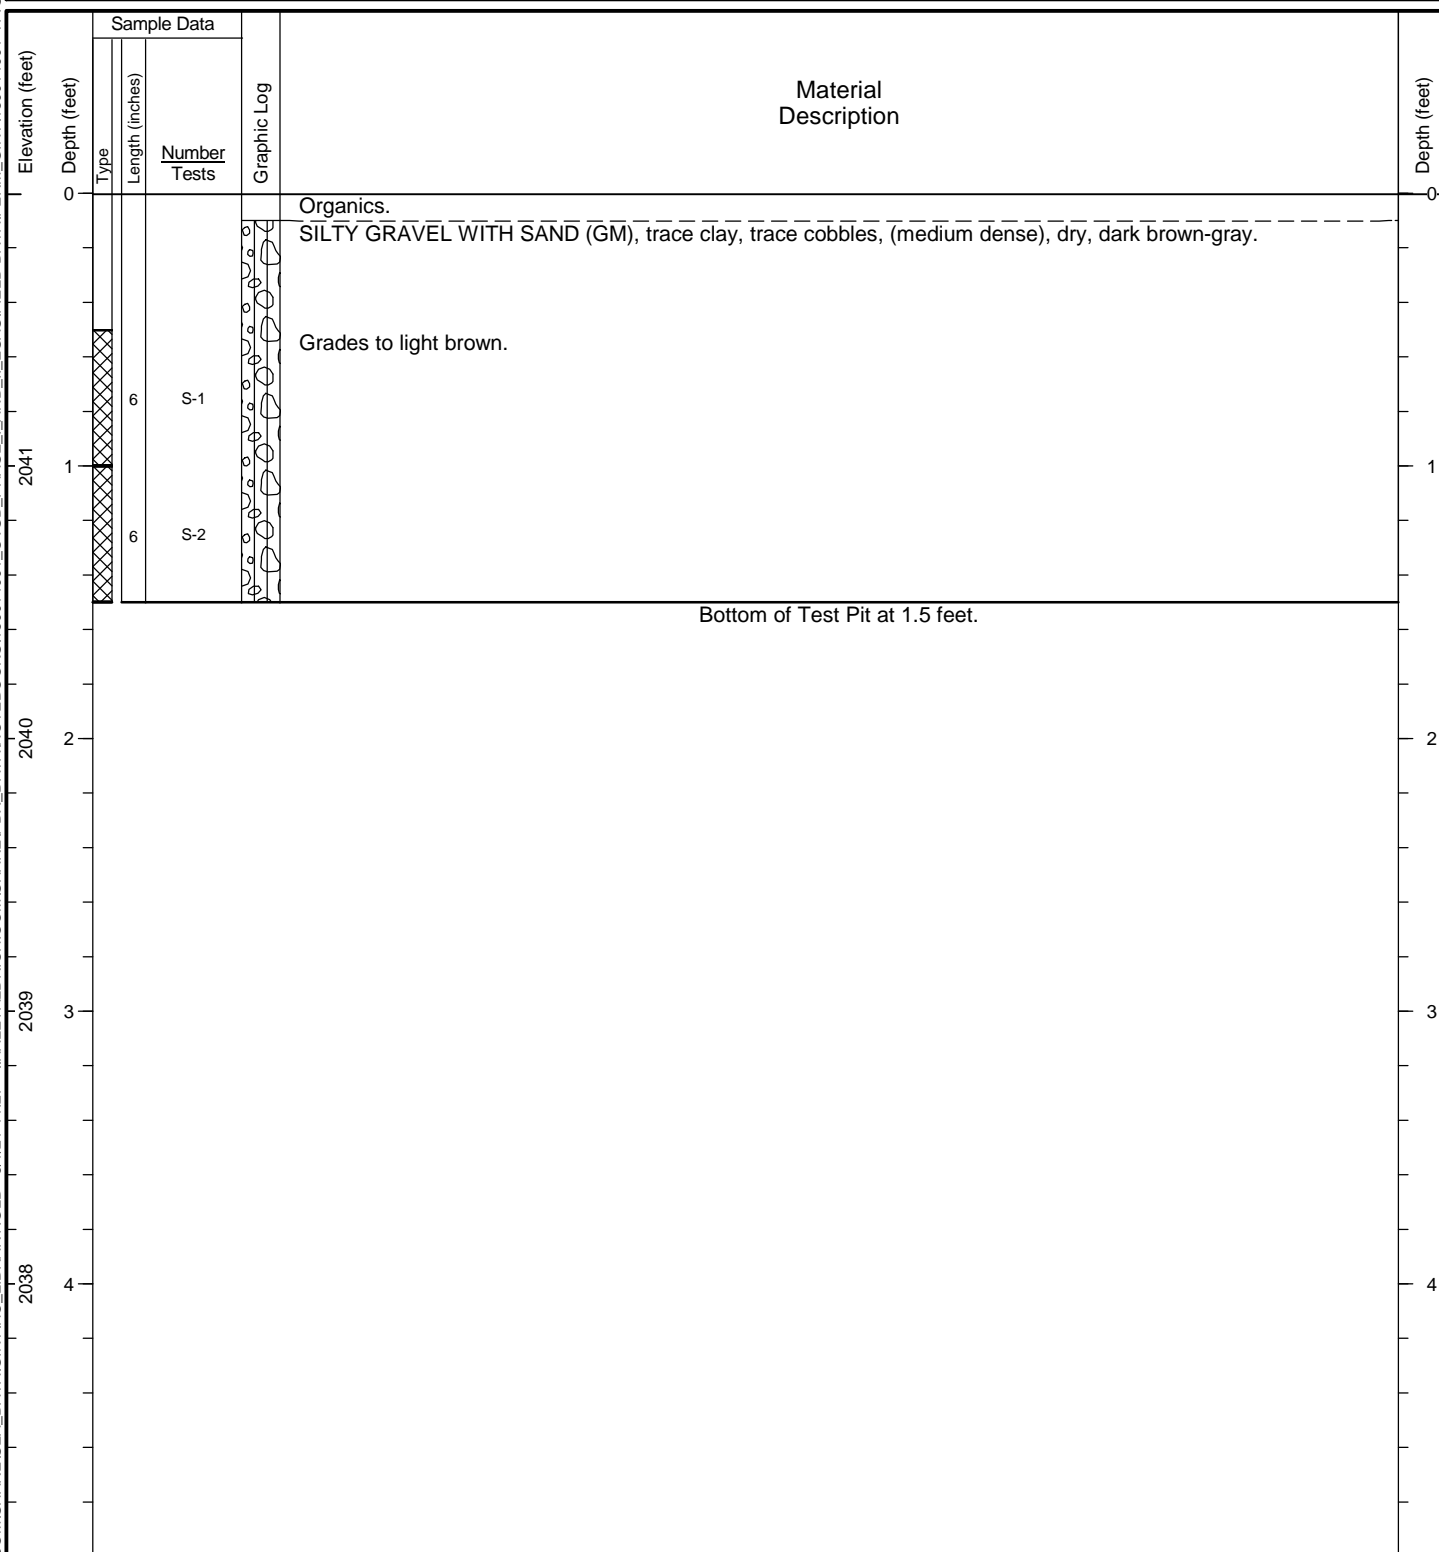 Sample Data
Elevation (feet)
Depth (feet)
Type
Length (inches)
Number
Tests
Graphic Log
Material
Description
Depth (feet)
0
0
Organics.
SILTY GRAVEL WITH SAND (GM), trace clay, trace cobbles, (medium dense), dry, dark brown-gray.
Grades to light brown.
6
S-1
2041
1
1
6
S-2
Bottom of Test Pit at 1.5 feet.
2040
2
2
2039
3
3
2038
4
4